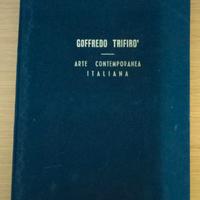 GOFFREDO TRIFIRO'
ARTE CONTEMPORANEA
ITALIANA